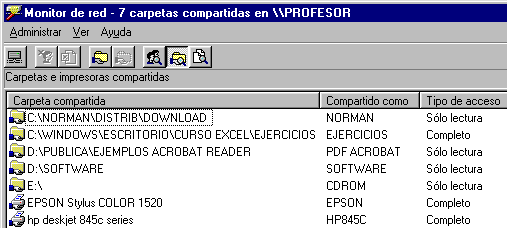 Monitor de red - 7 carpetas compartidas en \\PROFESOR
Administrar Ver Ayuda
Carpetas e impresoras compartidas
Carpeta compartida Compartido como Tipo de acceso
C:\NORMAN\DISTRIB\DOWNLOAD NORMAN Sólo lectura
C:\WINDOWS\ESCRITORIO\CURSO EXCEL\EJERCICIOS EJERCICIOS Completo
D:\PUBLICA\EJEMPLOS ACROBAT READER PDF ACROBAT Sólo lectura
D:\SOFTWARE SOFTWARE Sólo lectura
E:\ CDROM Sólo lectura
EPSON Stylus COLOR 1520 EPSON Completo
hp deskjet 845c series HP845C Completo